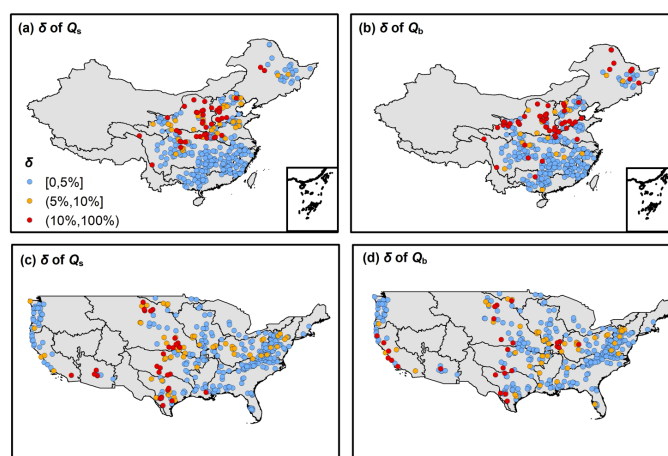 (a) δ of Qs
(b) δ of Qb
δ
[0,5%]
(5%,10%]
(10%,100%)
(c) δ of Qs
(d) δ of Qb